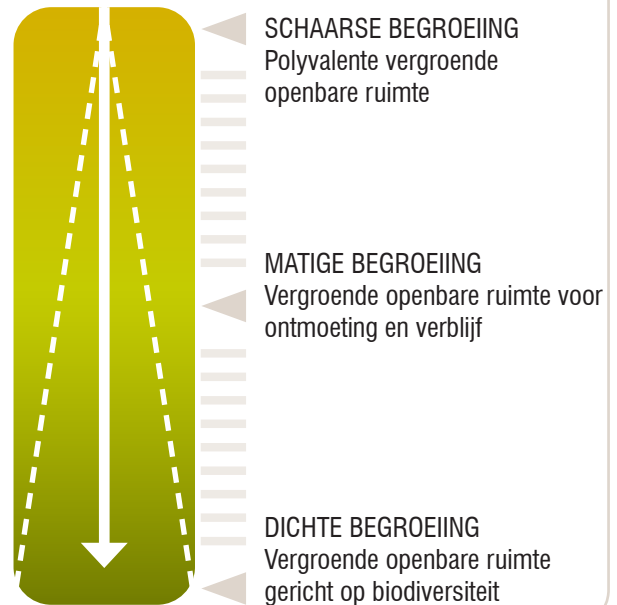 SCHAARSE BEGROEIING
Polyvalente vergroende
openbare ruimte
MATIGE BEGROEIING
Vergroende openbare ruimte voor
ontmoeting en verblijf
DICHTE BEGROEIING
Vergroende openbare ruimte
gericht op biodiversiteit